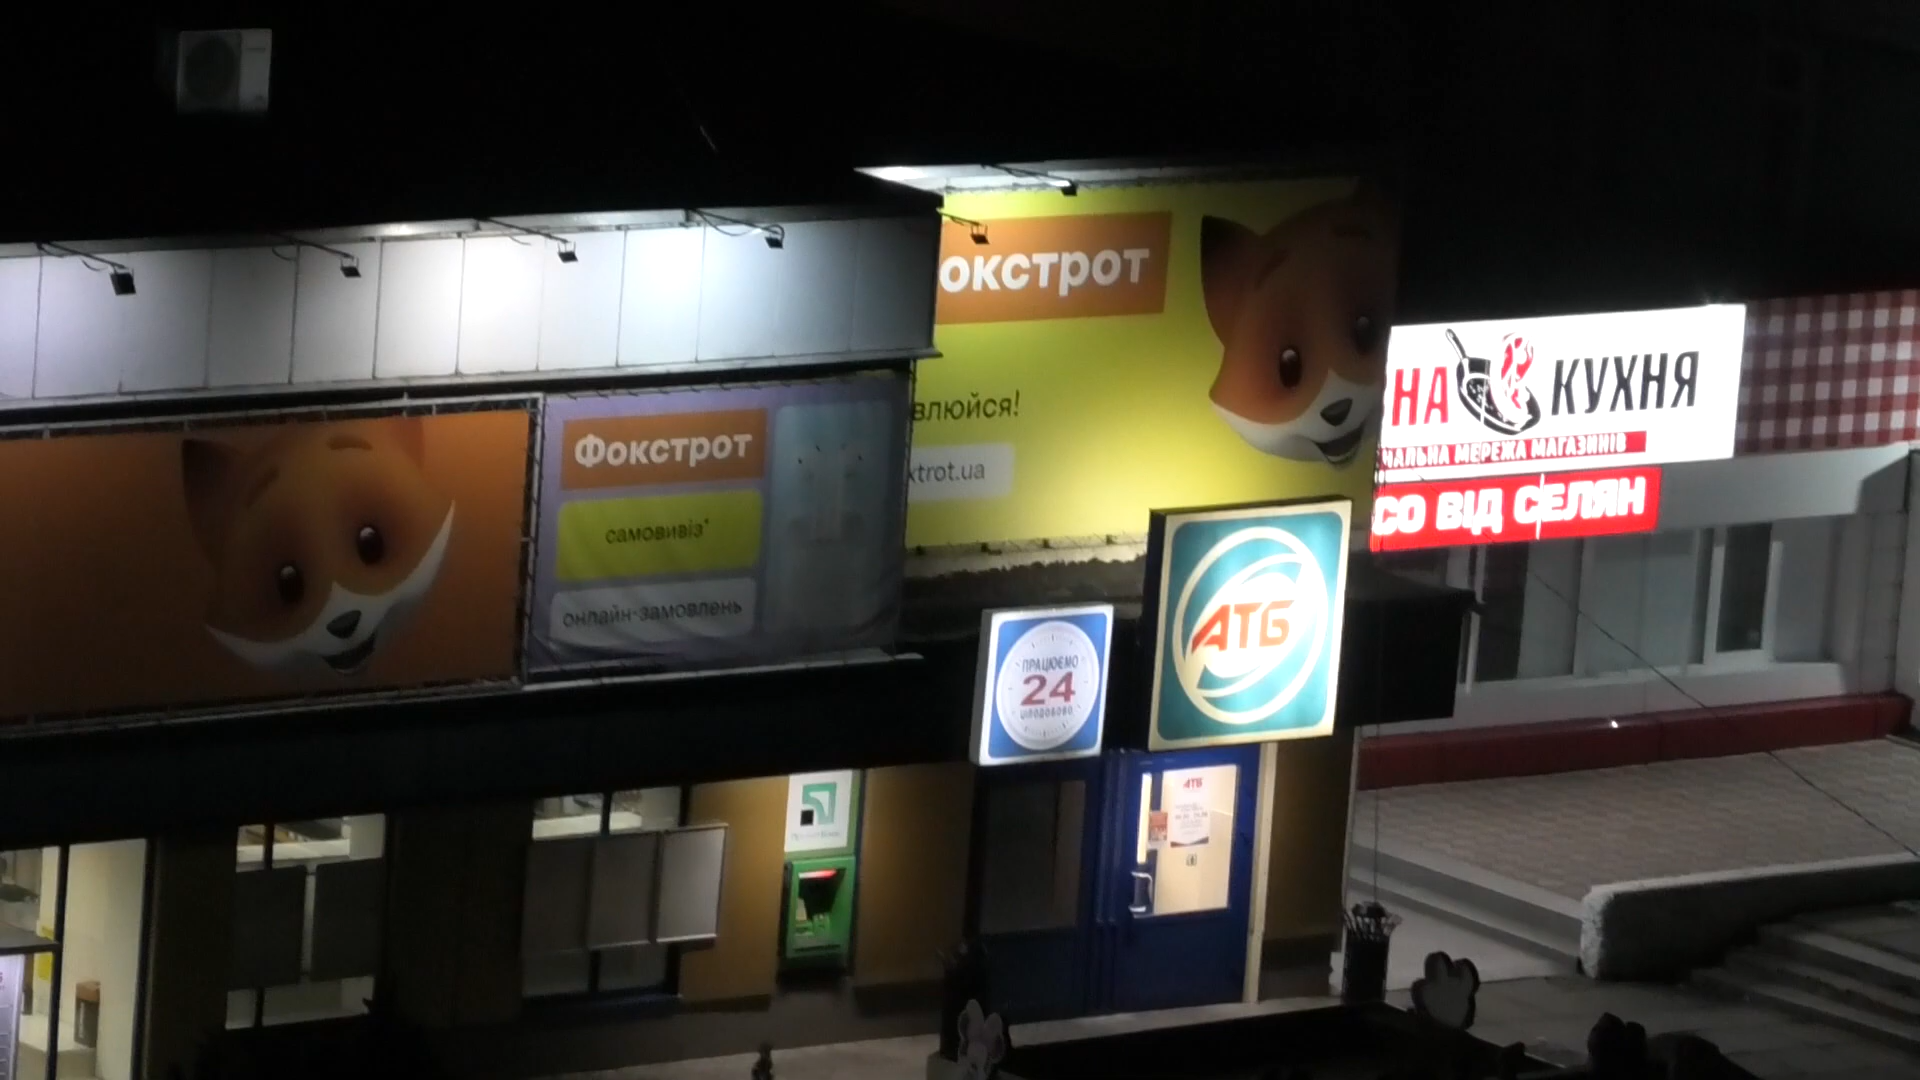 окстрот
влюйся!
xtrot.ua
Фокстрот
самовивіз*
онлайн-замовлень
НА КУХНЯ
ЧАЛЬНА МЕРЕЖА МАГАЗИНІВ
СО ВІД СЕЛЯН
АТБ
ПРАЦЮЄМО
24
ЦІЛОДОБОВО
АТБ